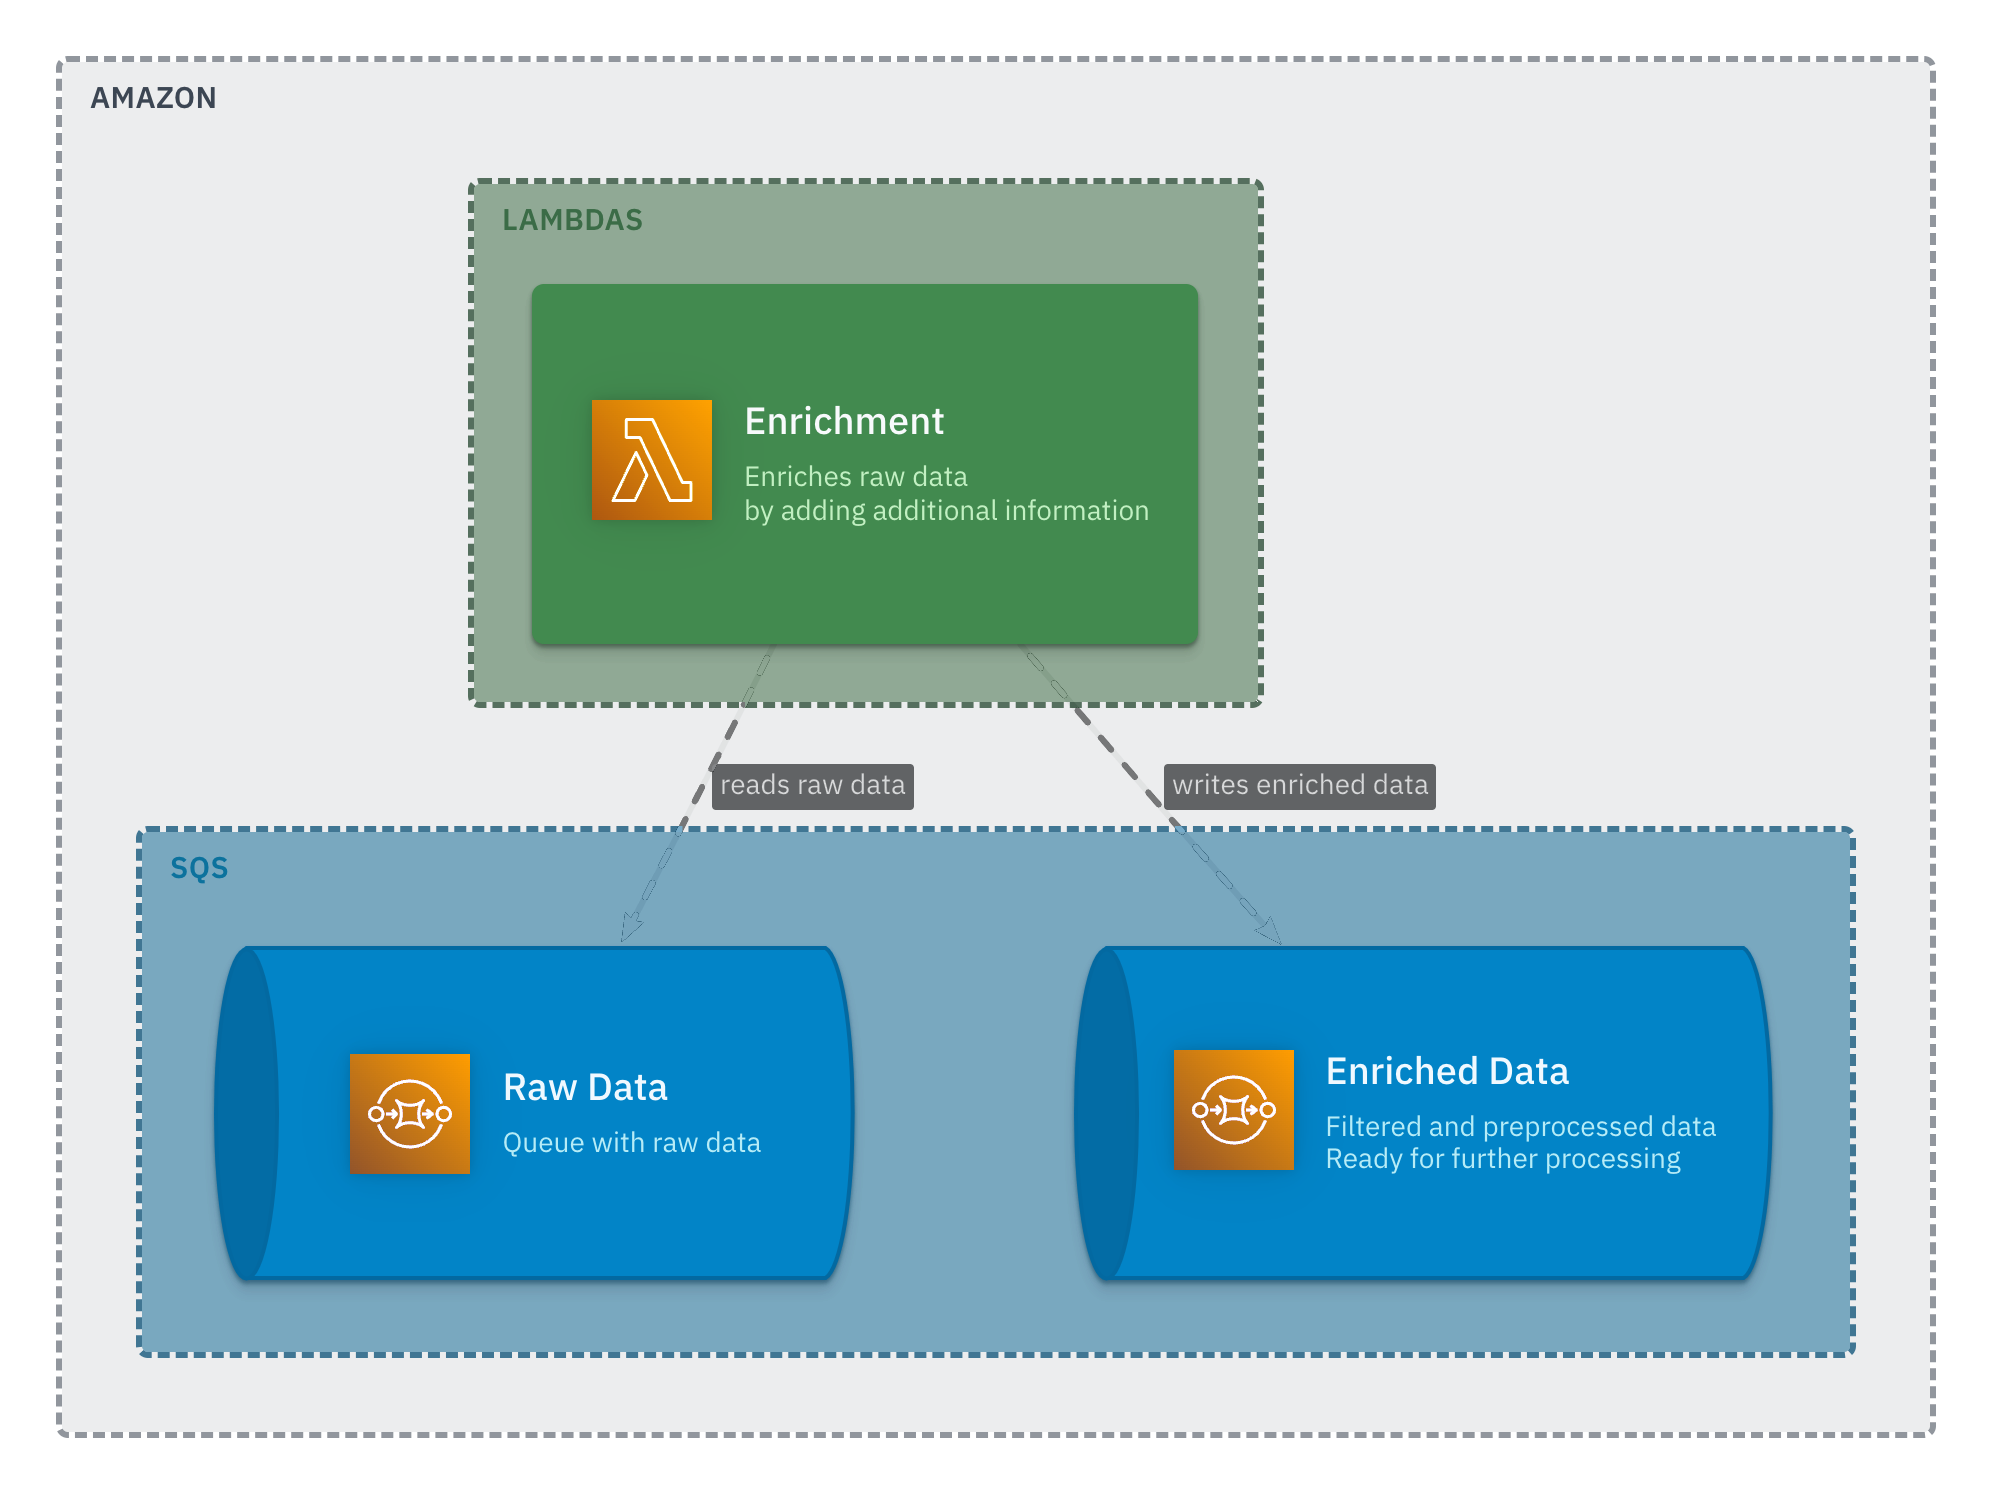 AMAZON
LAMBDAS
Enrichment
Enriches raw data
by adding additional information
reads raw data
writes enriched data
SQS
Raw Data
Queue with raw data
Enriched Data
Filtered and preprocessed data
Ready for further processing